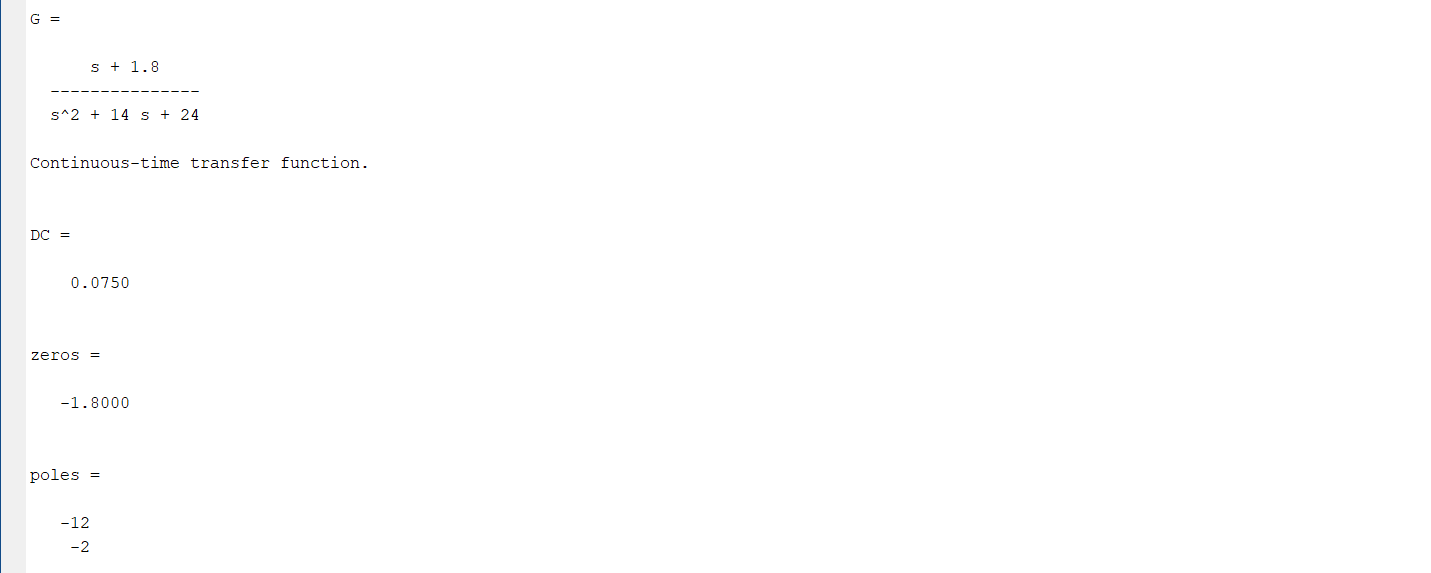 G =
s + 1.8
---------------
s^2 + 14 s + 24
Continuous-time transfer function.
DC =
0.0750
zeros =
-1.8000
poles =
-12
-2